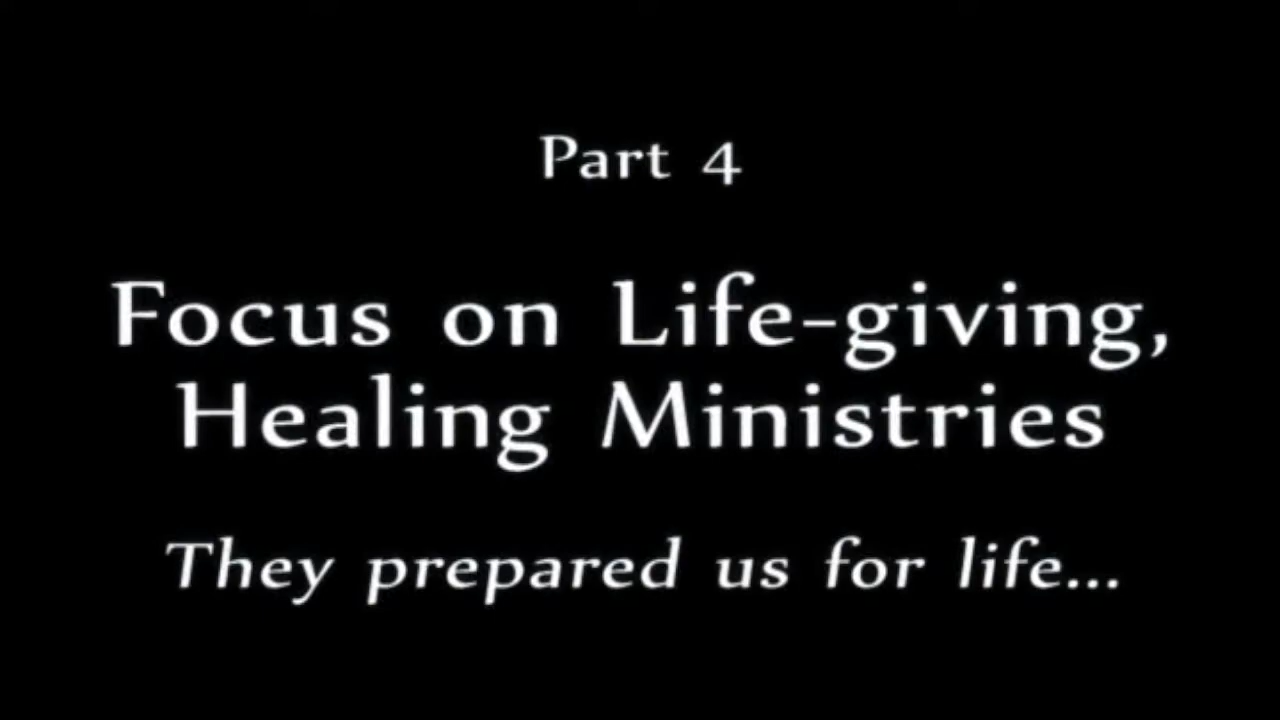 Part 4
Focus on Life-giving,
Healing Ministries
They prepared us for life...